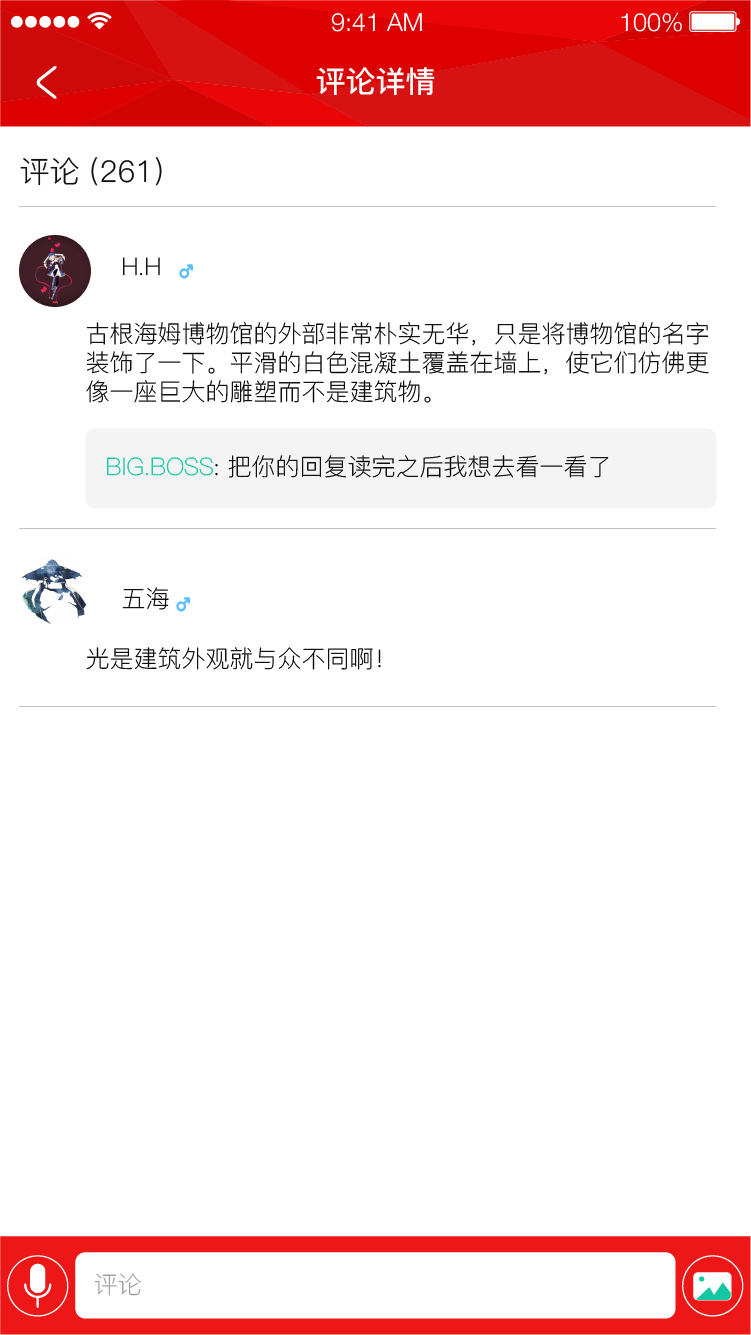 9:41 AM 100%
评论详情
评论 (261)
H.H
古根海姆博物馆的外部非常朴实无华，只是将博物馆的名字
装饰了一下。平滑的白色混凝土覆盖在墙上，使它们仿佛更
像一座巨大的雕塑而不是建筑物。
BIG.BOSS: 把你的回复读完之后我想去看一看了
五海
光是建筑外观就与众不同啊！
评论